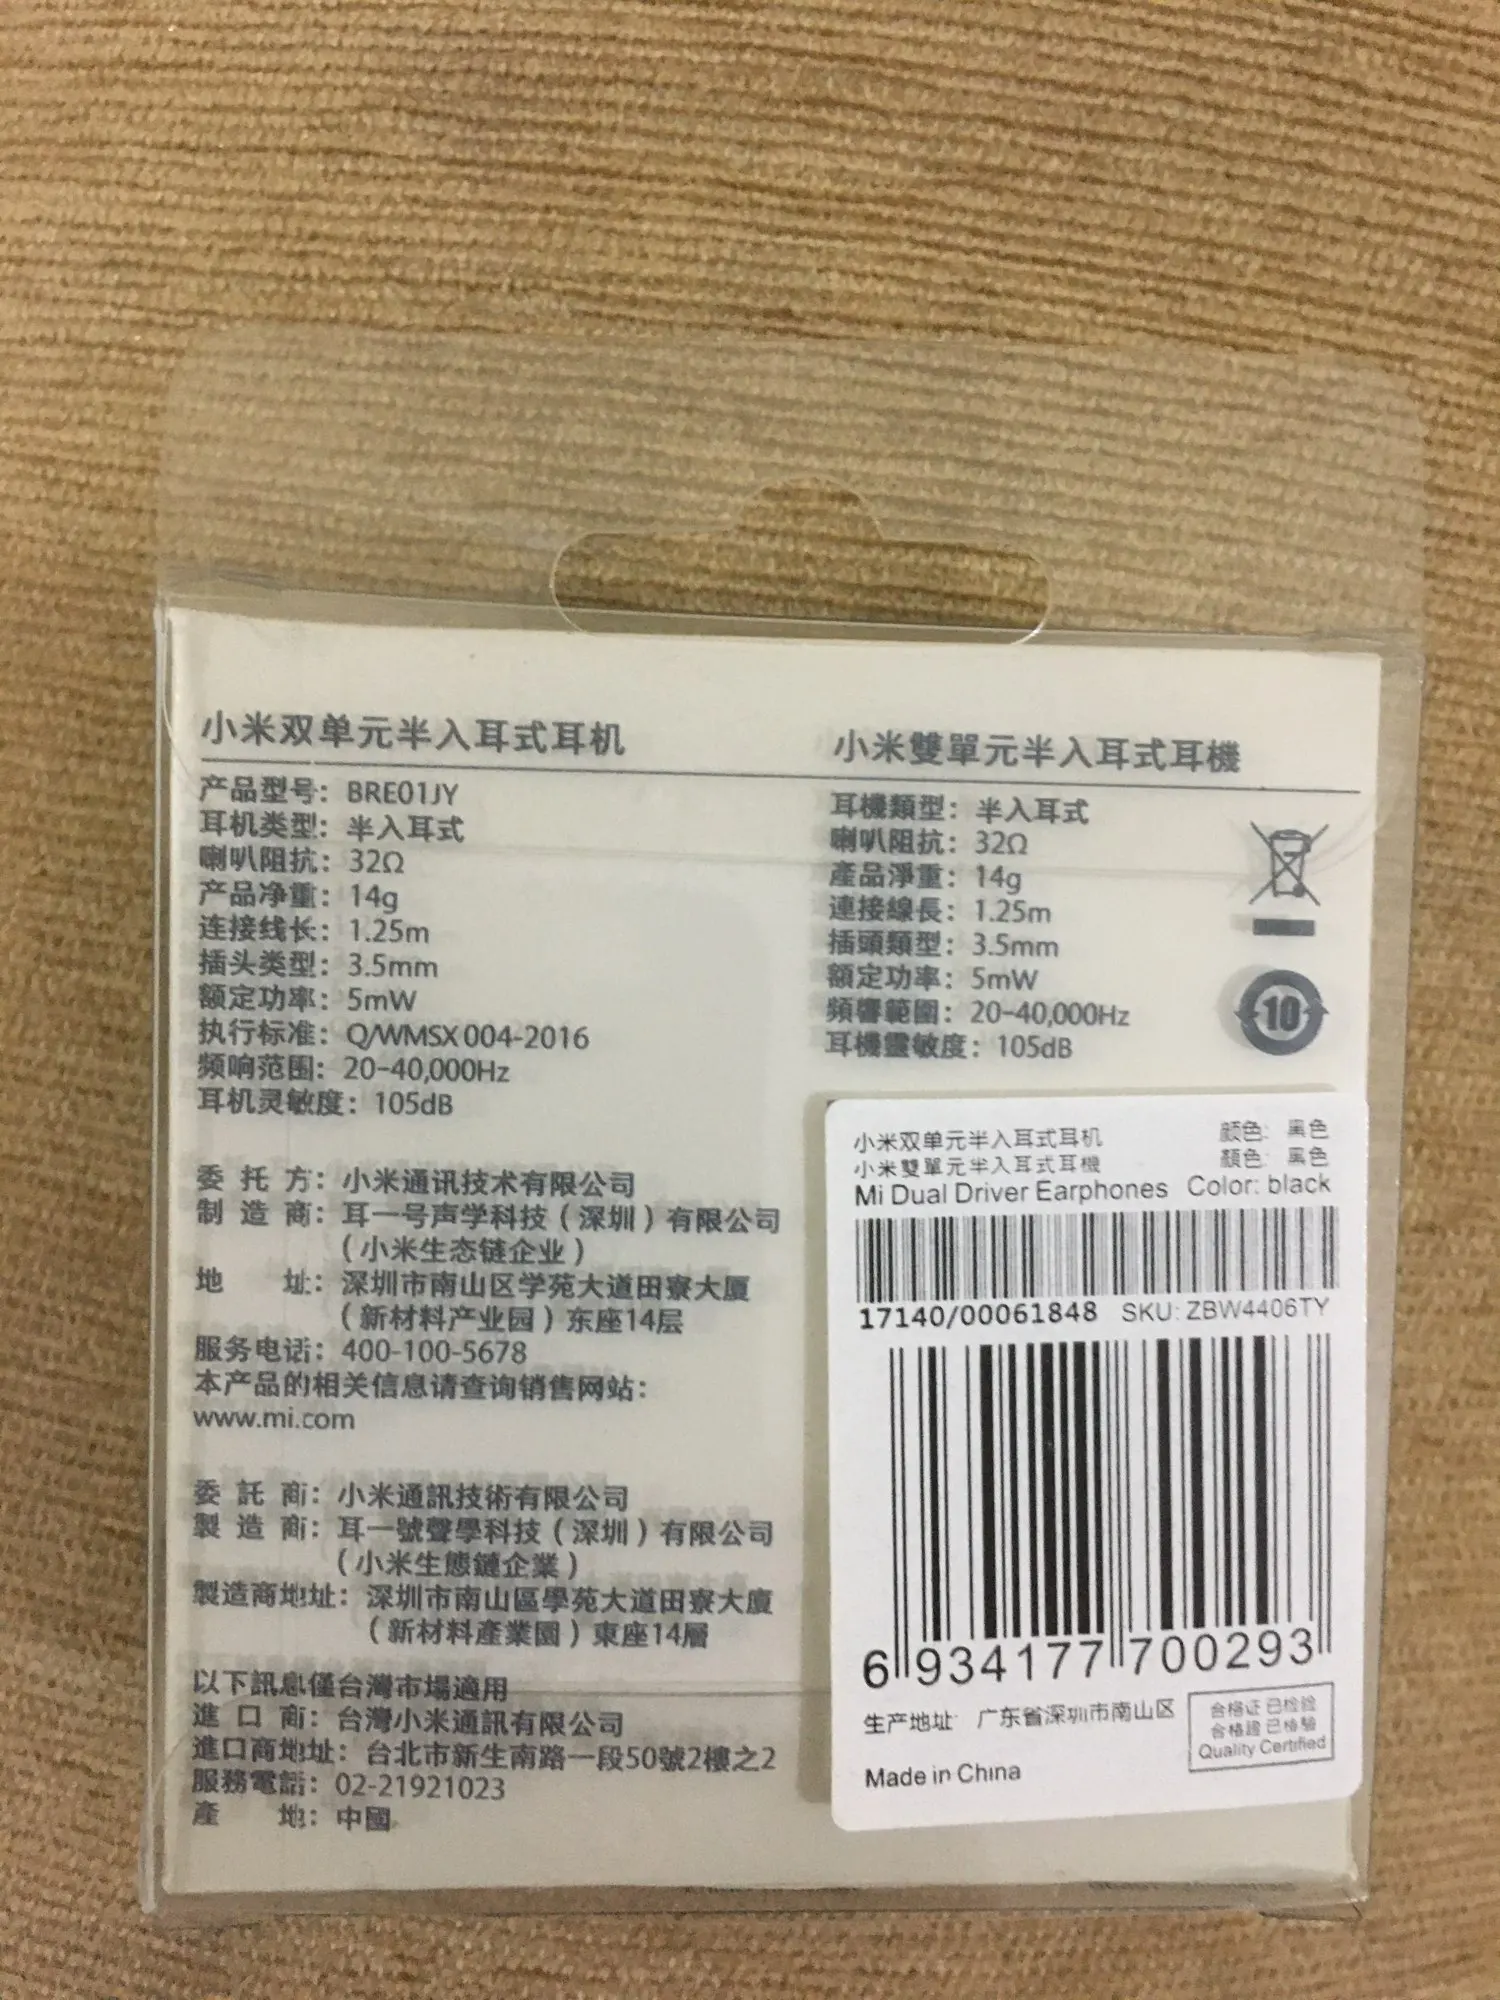 小米双单元半入耳式耳机
产品型号：BRE01JY
耳机类型：半入耳式
喇叭阻抗：32Ω
产品净重：14g
连接线长：1.25m
插头类型：3.5mm
额定功率：5mW
执行标准：Q/WMSX 004-2016
频响范围：20-40,000Hz
耳机灵敏度：105dB
委托方：小米通讯技术有限公司
制造商：耳一号声学科技（深圳）有限公司
（小米生态链企业）
地址：深圳市南山区学苑大道田寮大厦
（新材料产业园）东座14层
服务电话：400-100-5678
本产品的相关信息请查询销售网站：
www.mi.com
委託商：小米通訊技術有限公司
製造商：耳一號聲學科技（深圳）有限公司
（小米生態鏈企業）
製造商地址：深圳市南山區學苑大道田寮大廈
（新材料產業園）東座14層
以下訊息僅台灣市場適用
進口商：台灣小米通訊有限公司
進口商地址：台北市新生南路一段50號2樓之2
服務電話：02-21921023
產地：中國
小米雙單元半入耳式耳機
耳機類型：半入耳式
喇叭阻抗：32Ω
產品淨重：14g
連接線長：1.25m
插頭類型：3.5mm
額定功率：5mW
頻響範圍：20-40,000Hz
耳機靈敏度：105dB
10
小米双单元半入耳式耳机 颜色: 黑色
小米雙單元半入耳式耳機 顏色: 黑色
Mi Dual Driver Earphones Color: black
17140/00061848 SKU: ZBW4406TY
6 934177 700293
生产地址 广东省深圳市南山区
Made in China
合格证 已检验
合格證 已檢驗
Quality Certified